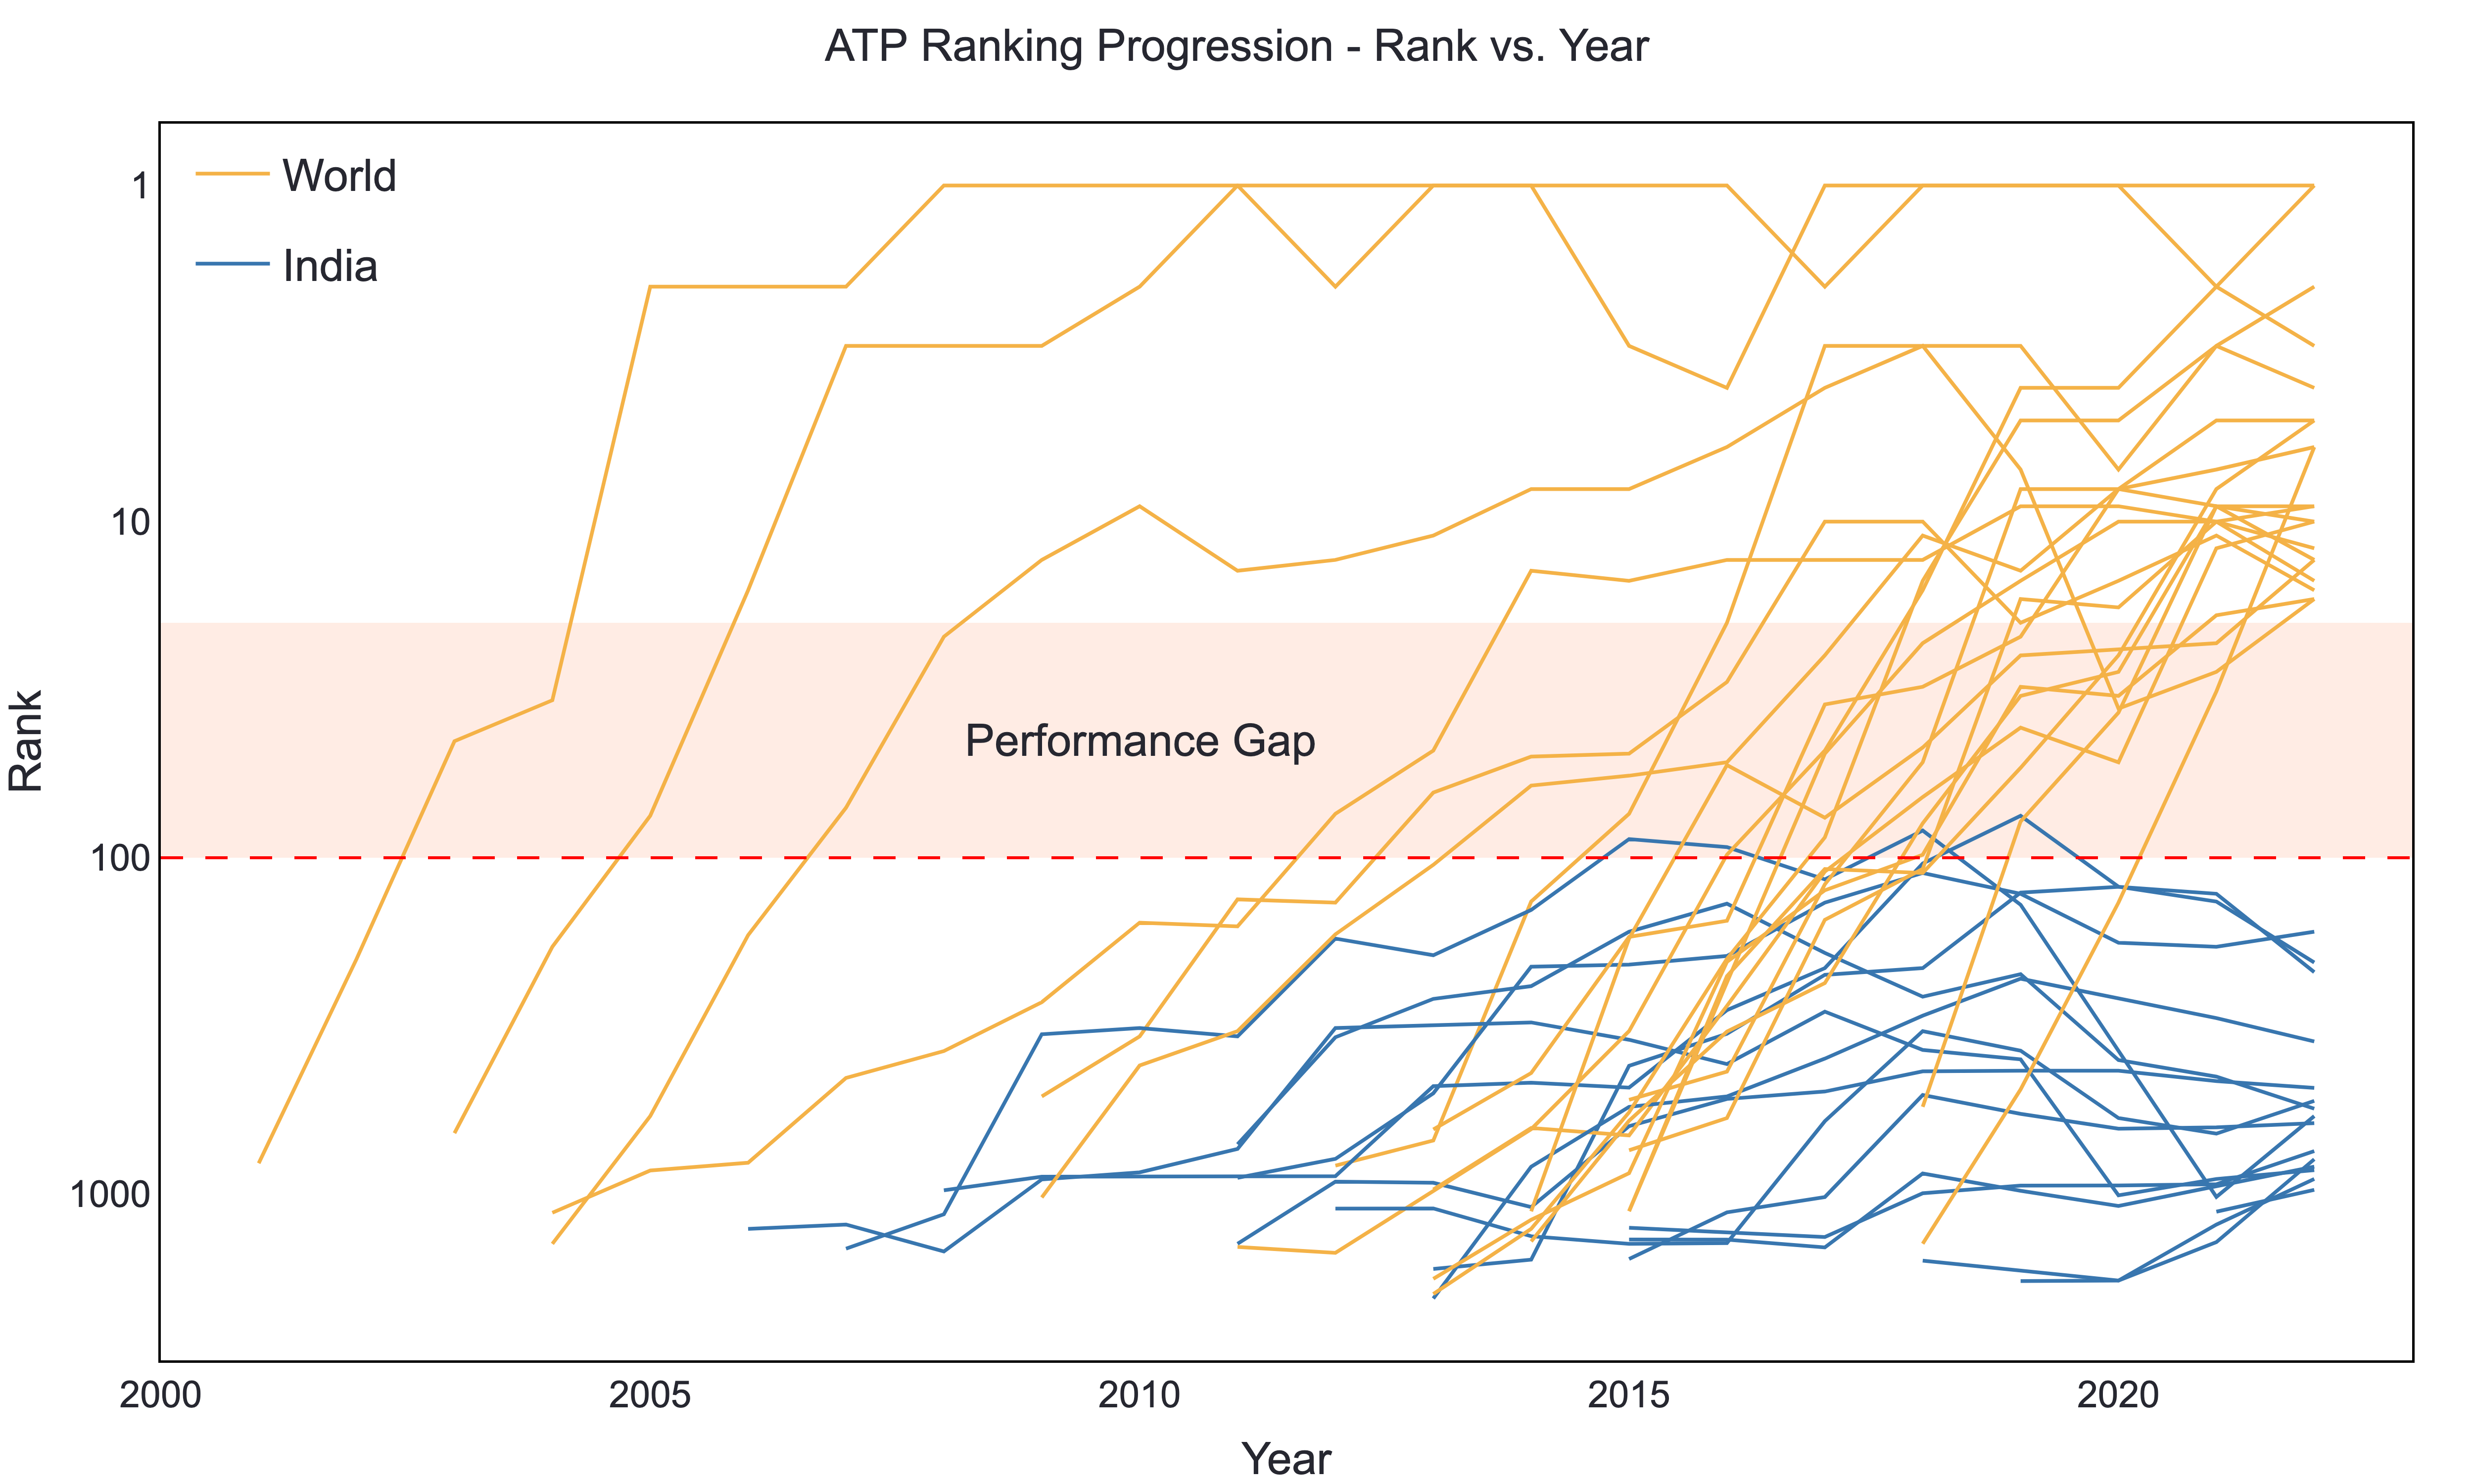 ATP Ranking Progression - Rank vs. Year
World
India
1
10
100
1000
Rank
Performance Gap
2000 2005 2010 2015 2020
Year